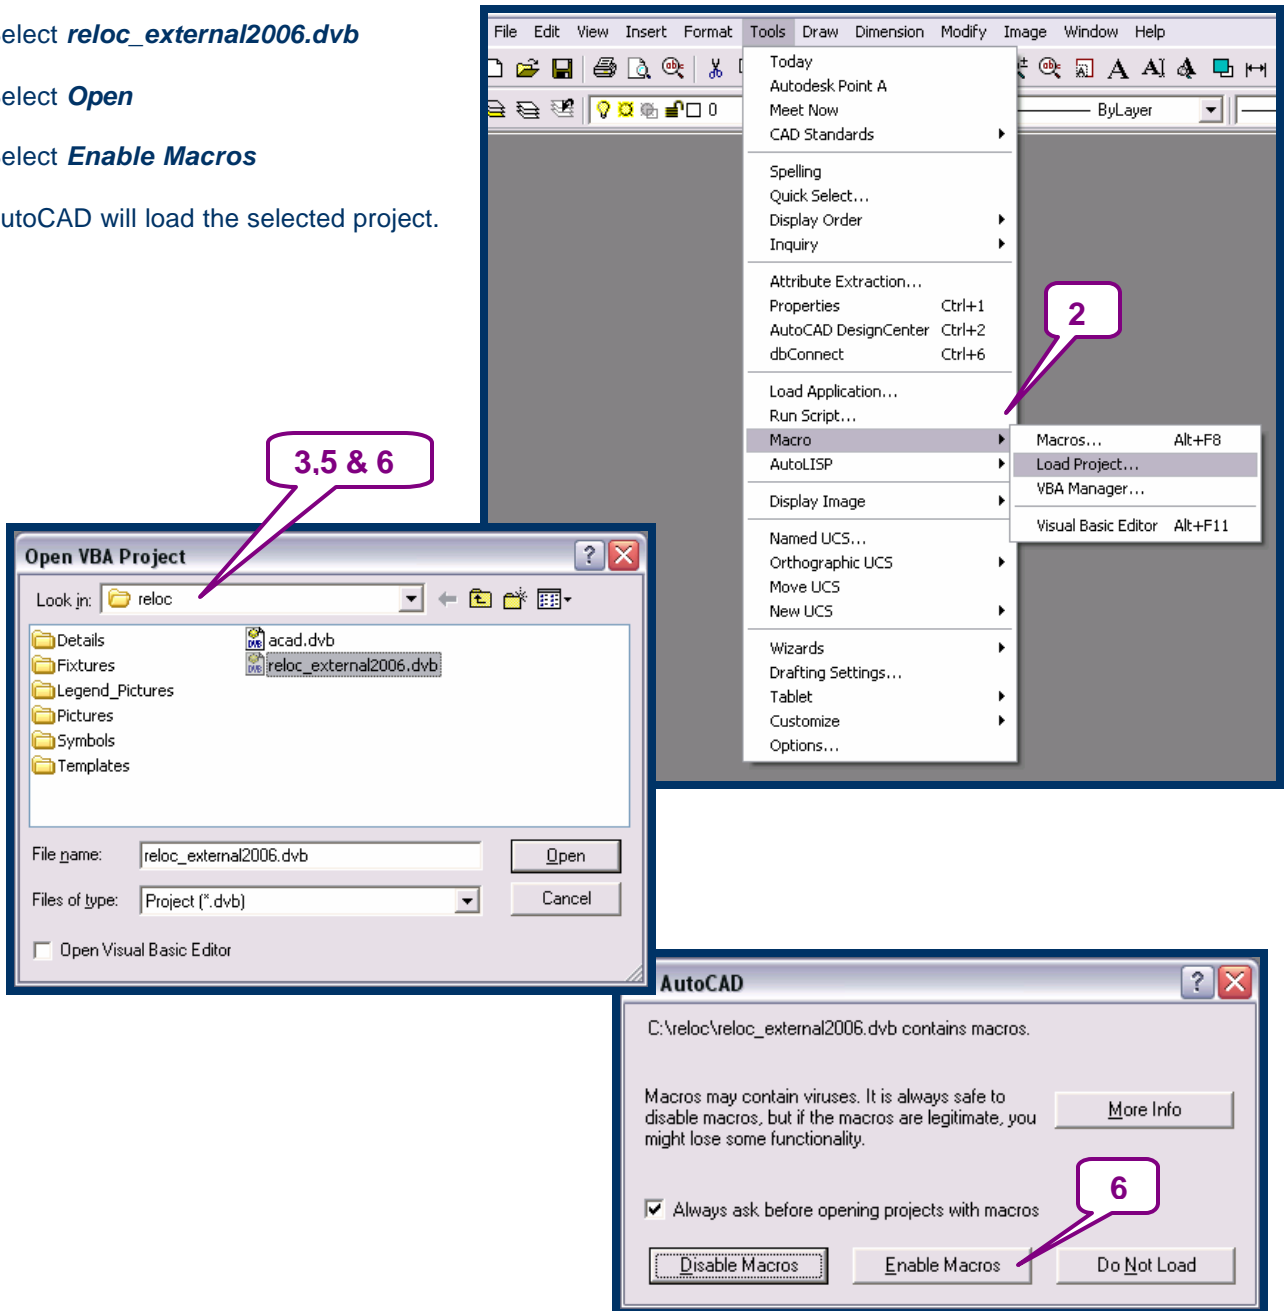 elect reloc_external2006.dvb
elect Open
elect Enable Macros
utoCAD will load the selected project.
File Edit View Insert Format Tools Draw Dimension Modify Image Window Help
0
ByLayer
Today
Autodesk Point A
Meet Now
CAD Standards
Spelling
Quick Select...
Display Order
Inquiry
Attribute Extraction...
Properties Ctrl+1
AutoCAD DesignCenter Ctrl+2
dbConnect Ctrl+6
Load Application...
Run Script...
Macro
AutoLISP
Display Image
Named UCS...
Orthographic UCS
Move UCS
New UCS
Wizards
Drafting Settings...
Tablet
Customize
Options...
2
Macros... Alt+F8
Load Project...
VBA Manager...
Visual Basic Editor Alt+F11
3,5 & 6
Open VBA Project
Look in: reloc
Details
Fixtures
Legend_Pictures
Pictures
Symbols
Templates
acad.dvb
reloc_external2006.dvb
File name: reloc_external2006.dvb
Open
Files of type: Project (*.dvb)
Cancel
Open Visual Basic Editor
AutoCAD
C:\reloc\reloc_external2006.dvb contains macros.
Macros may contain viruses. It is always safe to
disable macros, but if the macros are legitimate, you
might lose some functionality.
More Info
6
Always ask before opening projects with macros
Disable Macros
Enable Macros
Do Not Load